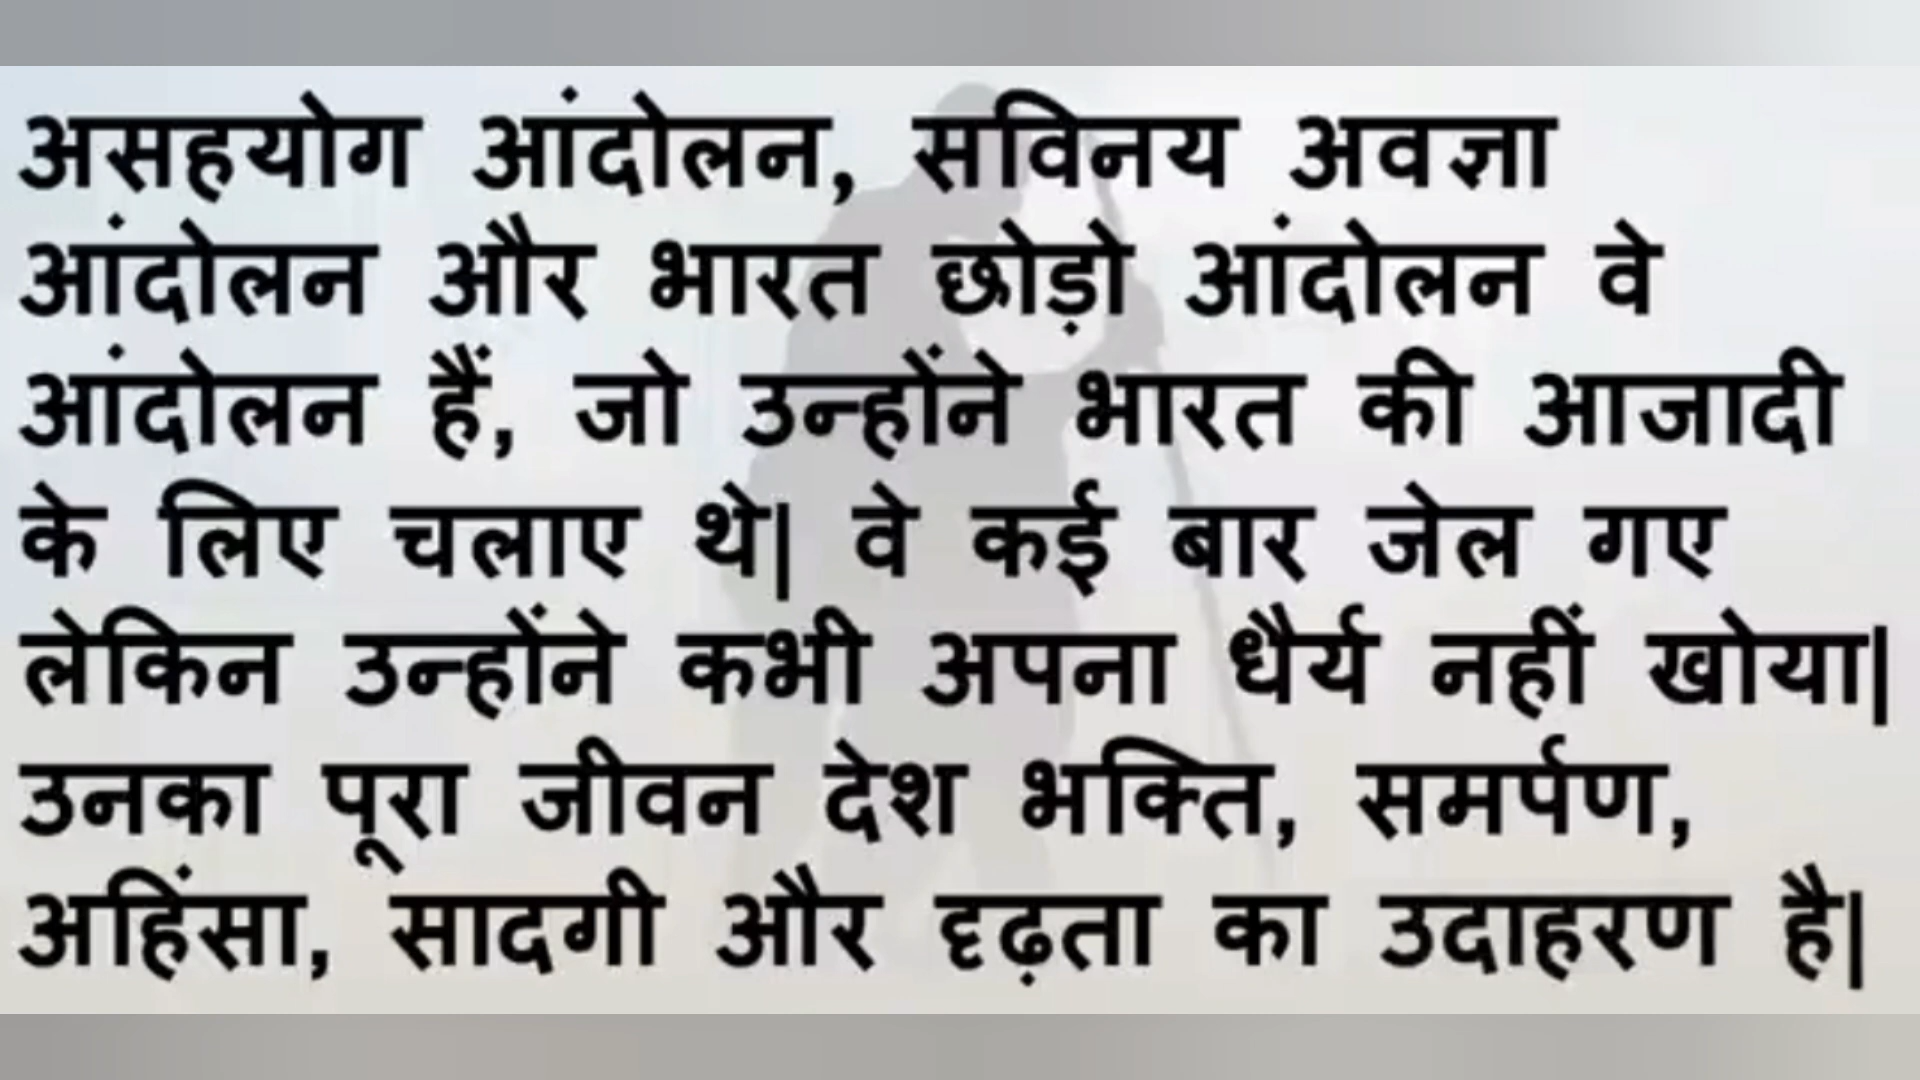 असहयोग आंदोलन, सविनय अवज्ञा
आंदोलन और भारत छोड़ो आंदोलन वे
आंदोलन हैं, जो उन्होंने भारत की आजादी
के लिए चलाए थे| वे कई बार जेल गए
लेकिन उन्होंने कभी अपना धैर्य नहीं खोया|
उनका पूरा जीवन देश भक्ति, समर्पण,
अहिंसा, सादगी और दृढ़ता का उदाहरण है|